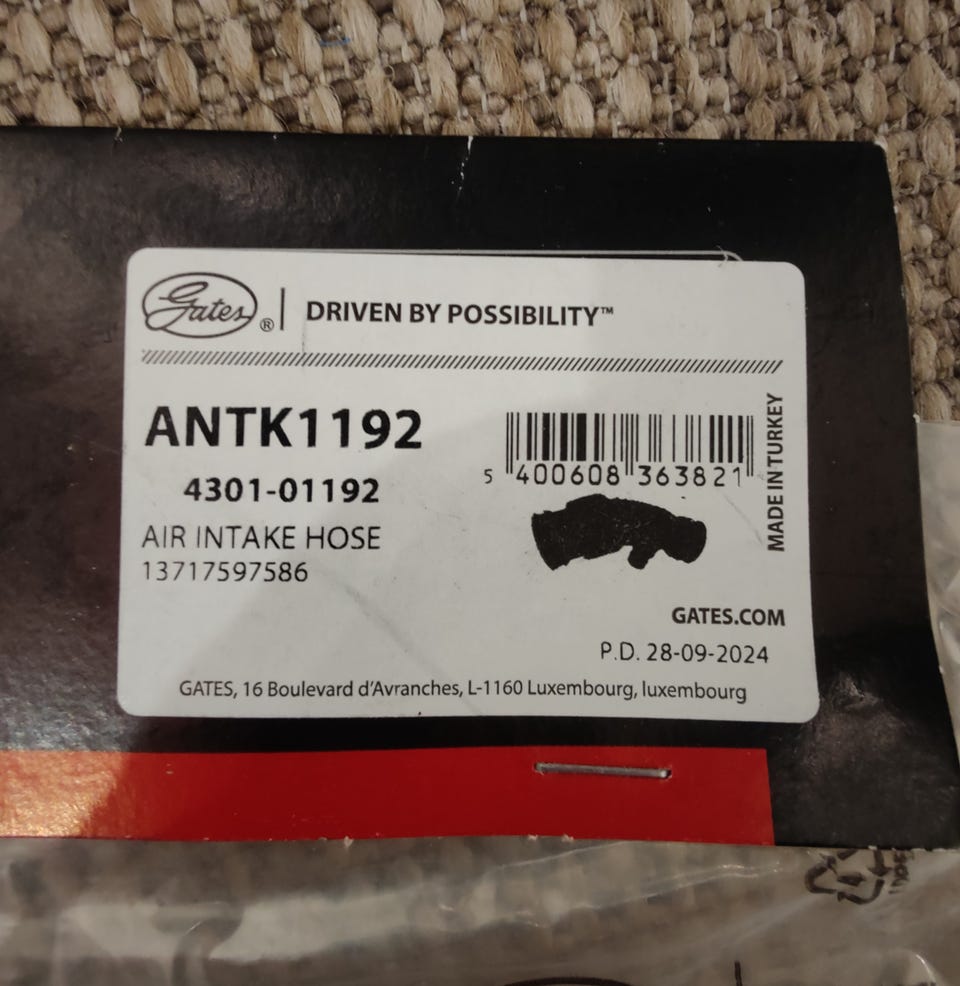 Gates® | DRIVEN BY POSSIBILITY™
ANTK1192
4301-01192
AIR INTAKE HOSE
13717597586
5 400608 363821
MADE IN TURKEY
GATES.COM
P.D. 28-09-2024
GATES, 16 Boulevard d'Avranches, L-1160 Luxembourg, luxembourg